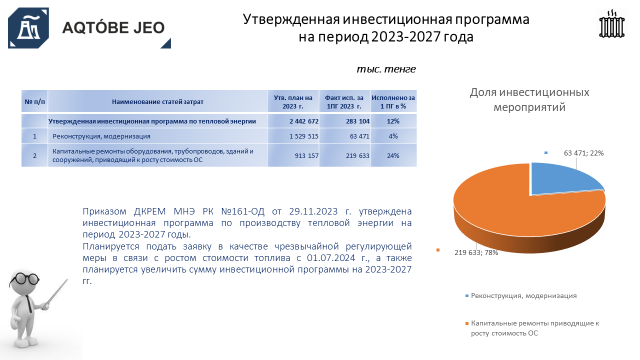 AQTÓBE JEO
Утвержденная инвестиционная программа
на период 2023-2027 года
тыс. тенге
№ п/п Наименование статей затрат Утв. план на 2023 г. Факт исп. за 1ПГ 2023 г. Исполнено за 1 ПГ в %
Утвержденная инвестиционная программа по тепловой энергии 2 442 672 283 104 12%
1 Реконструкция, модернизация 1 529 515 63 471 4%
2 Капитальные ремонты оборудования, трубопроводов, зданий и
сооружений, приводящий к росту стоимость ОС 913 157 219 633 24%
Доля инвестиционных
мероприятий
63 471; 22%
219 633; 78%
Реконструкция, модернизация
Капитальные ремонты приводящие к
росту стоимость ОС
Приказом ДКРЕМ МНЭ РК №161-ОД от 29.11.2023 г. утверждена
инвестиционная программа по производству тепловой энергии на
период 2023-2027 годы.
Планируется подать заявку в качестве чрезвычайной регулирующей
меры в связи с ростом стоимости топлива с 01.07.2024 г., а также
планируется увеличить сумму инвестиционной программы на 2023-2027
гг.